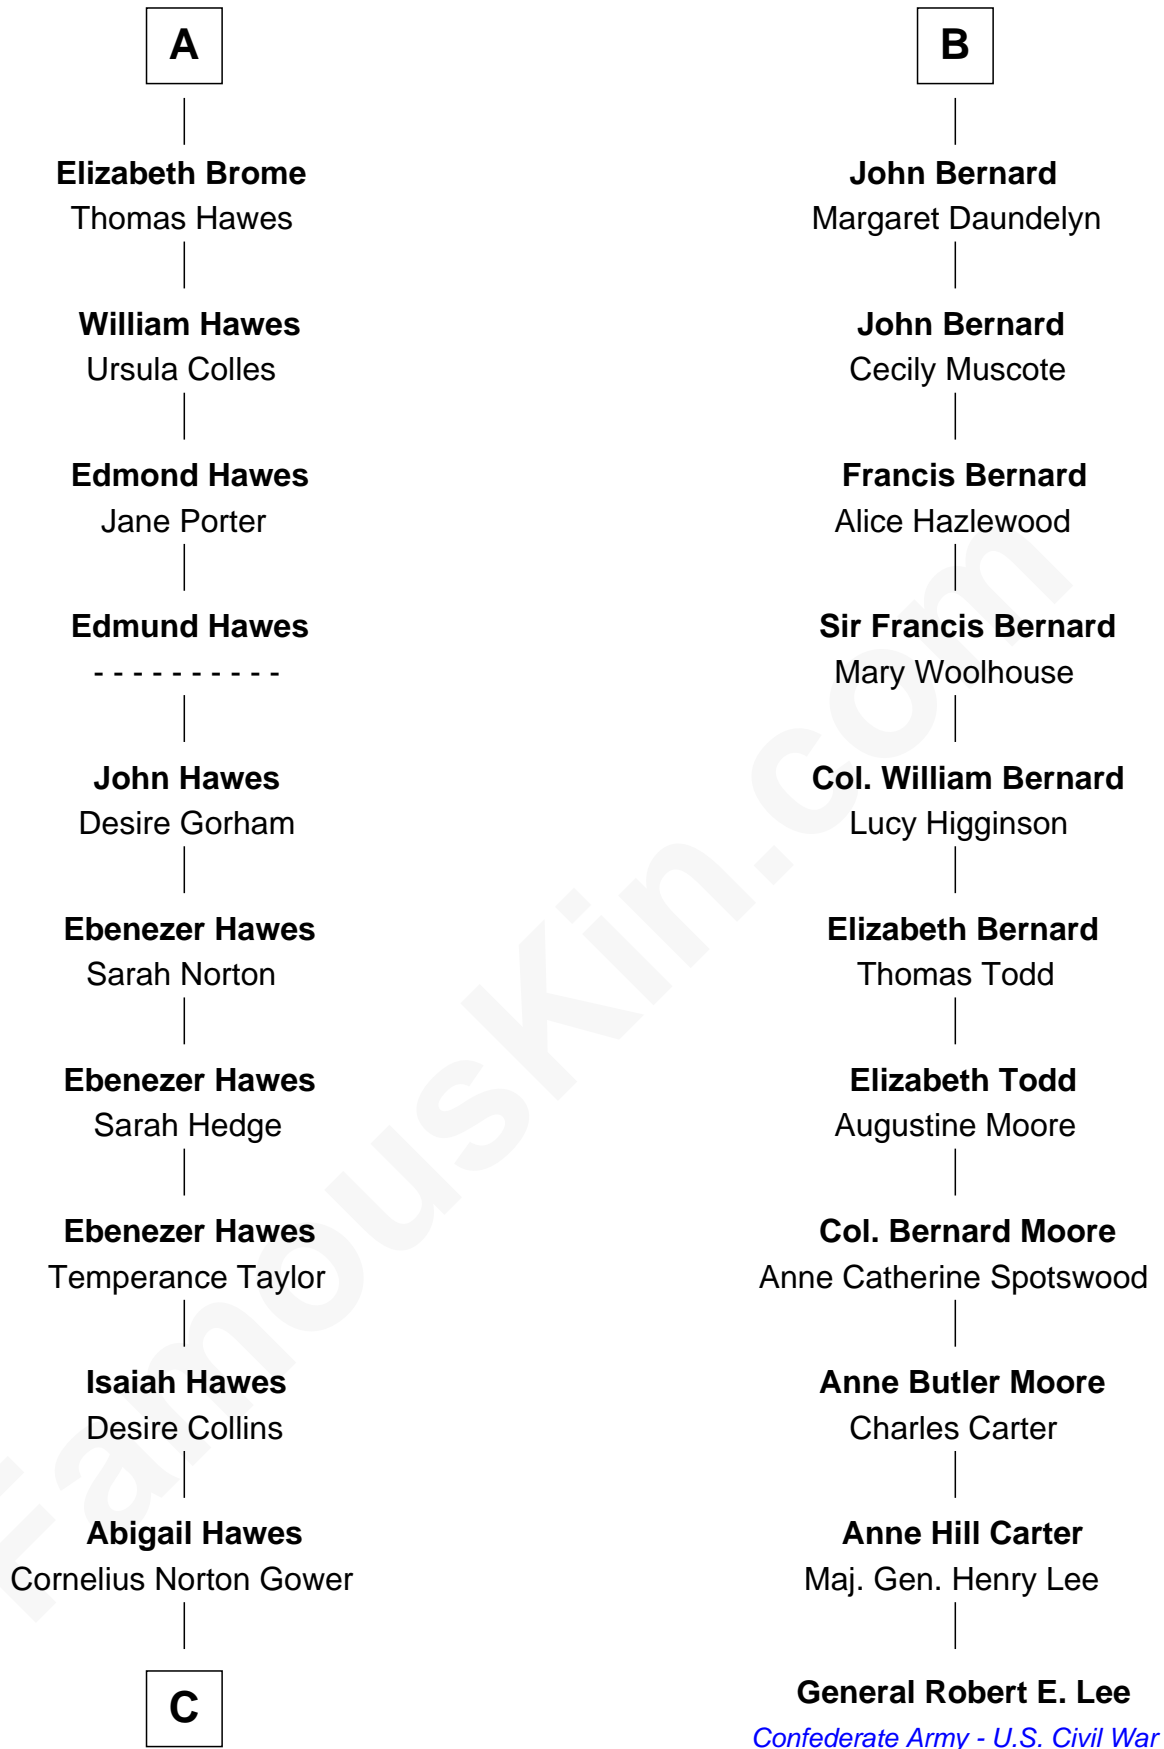 A
Elizabeth Brome
Thomas Hawes
William Hawes
Ursula Colles
Edmond Hawes
Jane Porter
Edmund Hawes
- - - - - - - - - -
John Hawes
Desire Gorham
Ebenezer Hawes
Sarah Norton
Ebenezer Hawes
Sarah Hedge
Ebenezer Hawes
Temperance Taylor
Isaiah Hawes
Desire Collins
Abigail Hawes
Cornelius Norton Gower
C
B
John Bernard
Margaret Daundelyn
John Bernard
Cecily Muscote
Francis Bernard
Alice Hazlewood
Sir Francis Bernard
Mary Woolhouse
Col. William Bernard
Lucy Higginson
Elizabeth Bernard
Thomas Todd
Elizabeth Todd
Augustine Moore
Col. Bernard Moore
Anne Catherine Spotswood
Anne Butler Moore
Charles Carter
Anne Hill Carter
Maj. Gen. Henry Lee
General Robert E. Lee
Confederate Army - U.S. Civil War
FamousKin.com